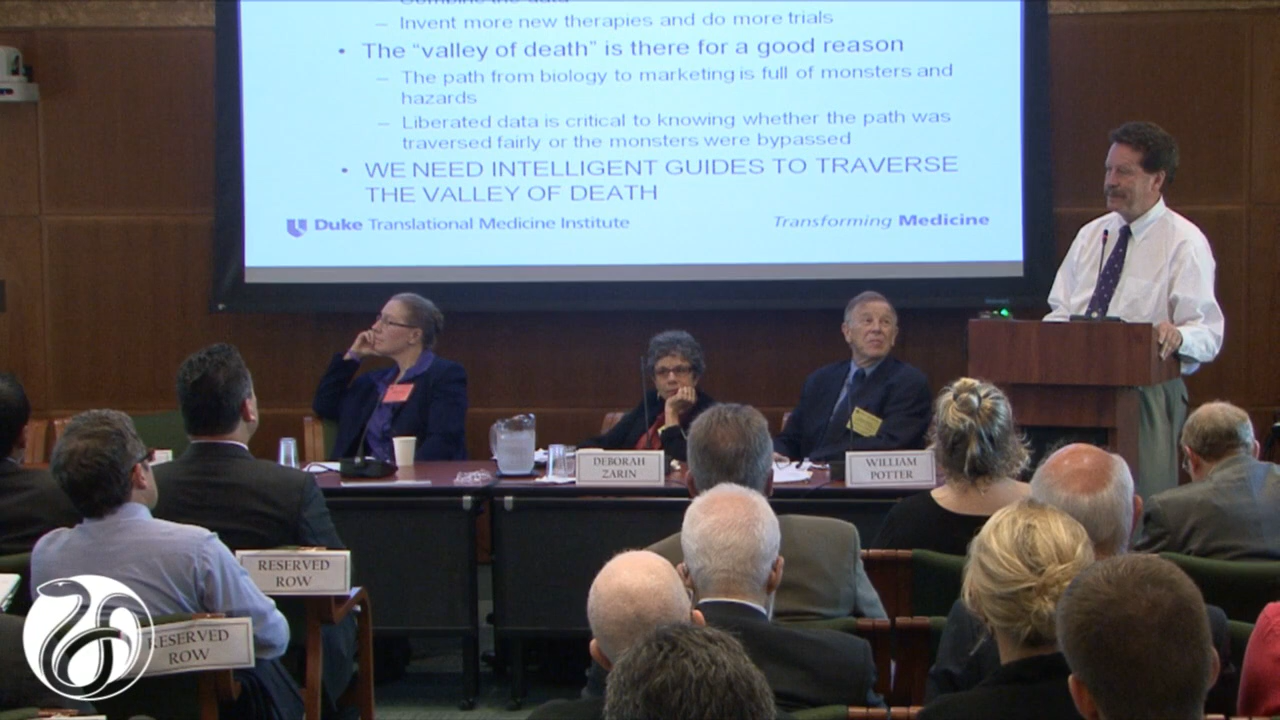 Combine the data
– Invent more new therapies and do more trials
• The “valley of death” is there for a good reason
– The path from biology to marketing is full of monsters and
hazards
– Liberated data is critical to knowing whether the path was
traversed fairly or the monsters were bypassed
• WE NEED INTELLIGENT GUIDES TO TRAVERSE
THE VALLEY OF DEATH
Duke Translational Medicine Institute
Transforming Medicine
DEBORAH
ZARIN
WILLIAM
POTTER
RESERVED
ROW
RESERVED
ROW